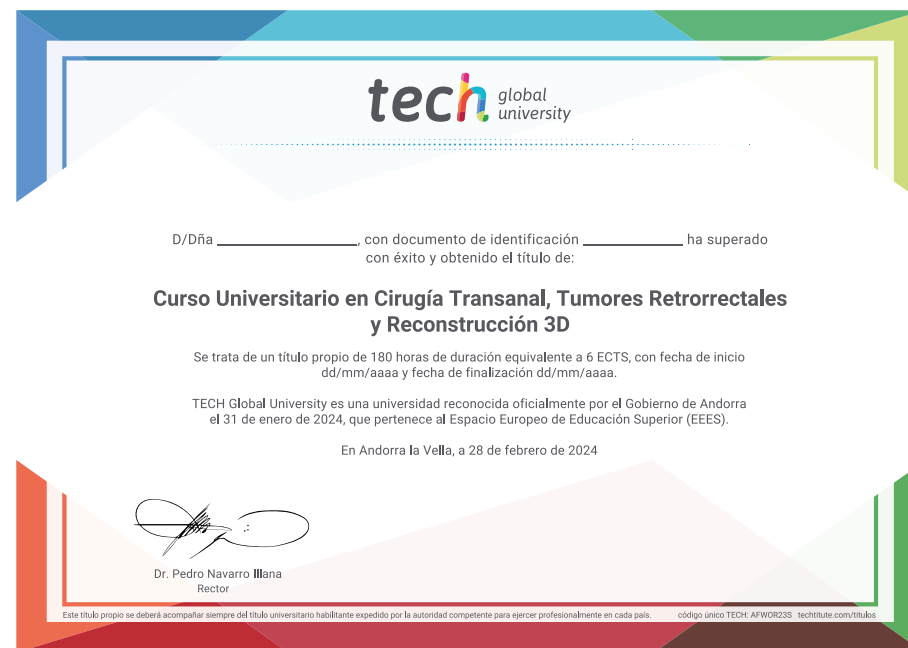 tech global university
D/Dña ____________________, con documento de identificación ______________ ha superado
con éxito y obtenido el título de:
Curso Universitario en Cirugía Transanal, Tumores Retrorrectales
y Reconstrucción 3D
Se trata de un título propio de 180 horas de duración equivalente a 6 ECTS, con fecha de inicio
dd/mm/aaaa y fecha de finalización dd/mm/aaaa.
TECH Global University es una universidad reconocida oficialmente por el Gobierno de Andorra
el 31 de enero de 2024, que pertenece al Espacio Europeo de Educación Superior (EEES).
En Andorra la Vella, a 28 de febrero de 2024
Dr. Pedro Navarro Illana
Rector
Este título propio se deberá acompañar siempre del título universitario habilitante expedido por la autoridad competente para ejercer profesionalmente en cada país. código único TECH: AFWOR23S techtitute.com/titulos